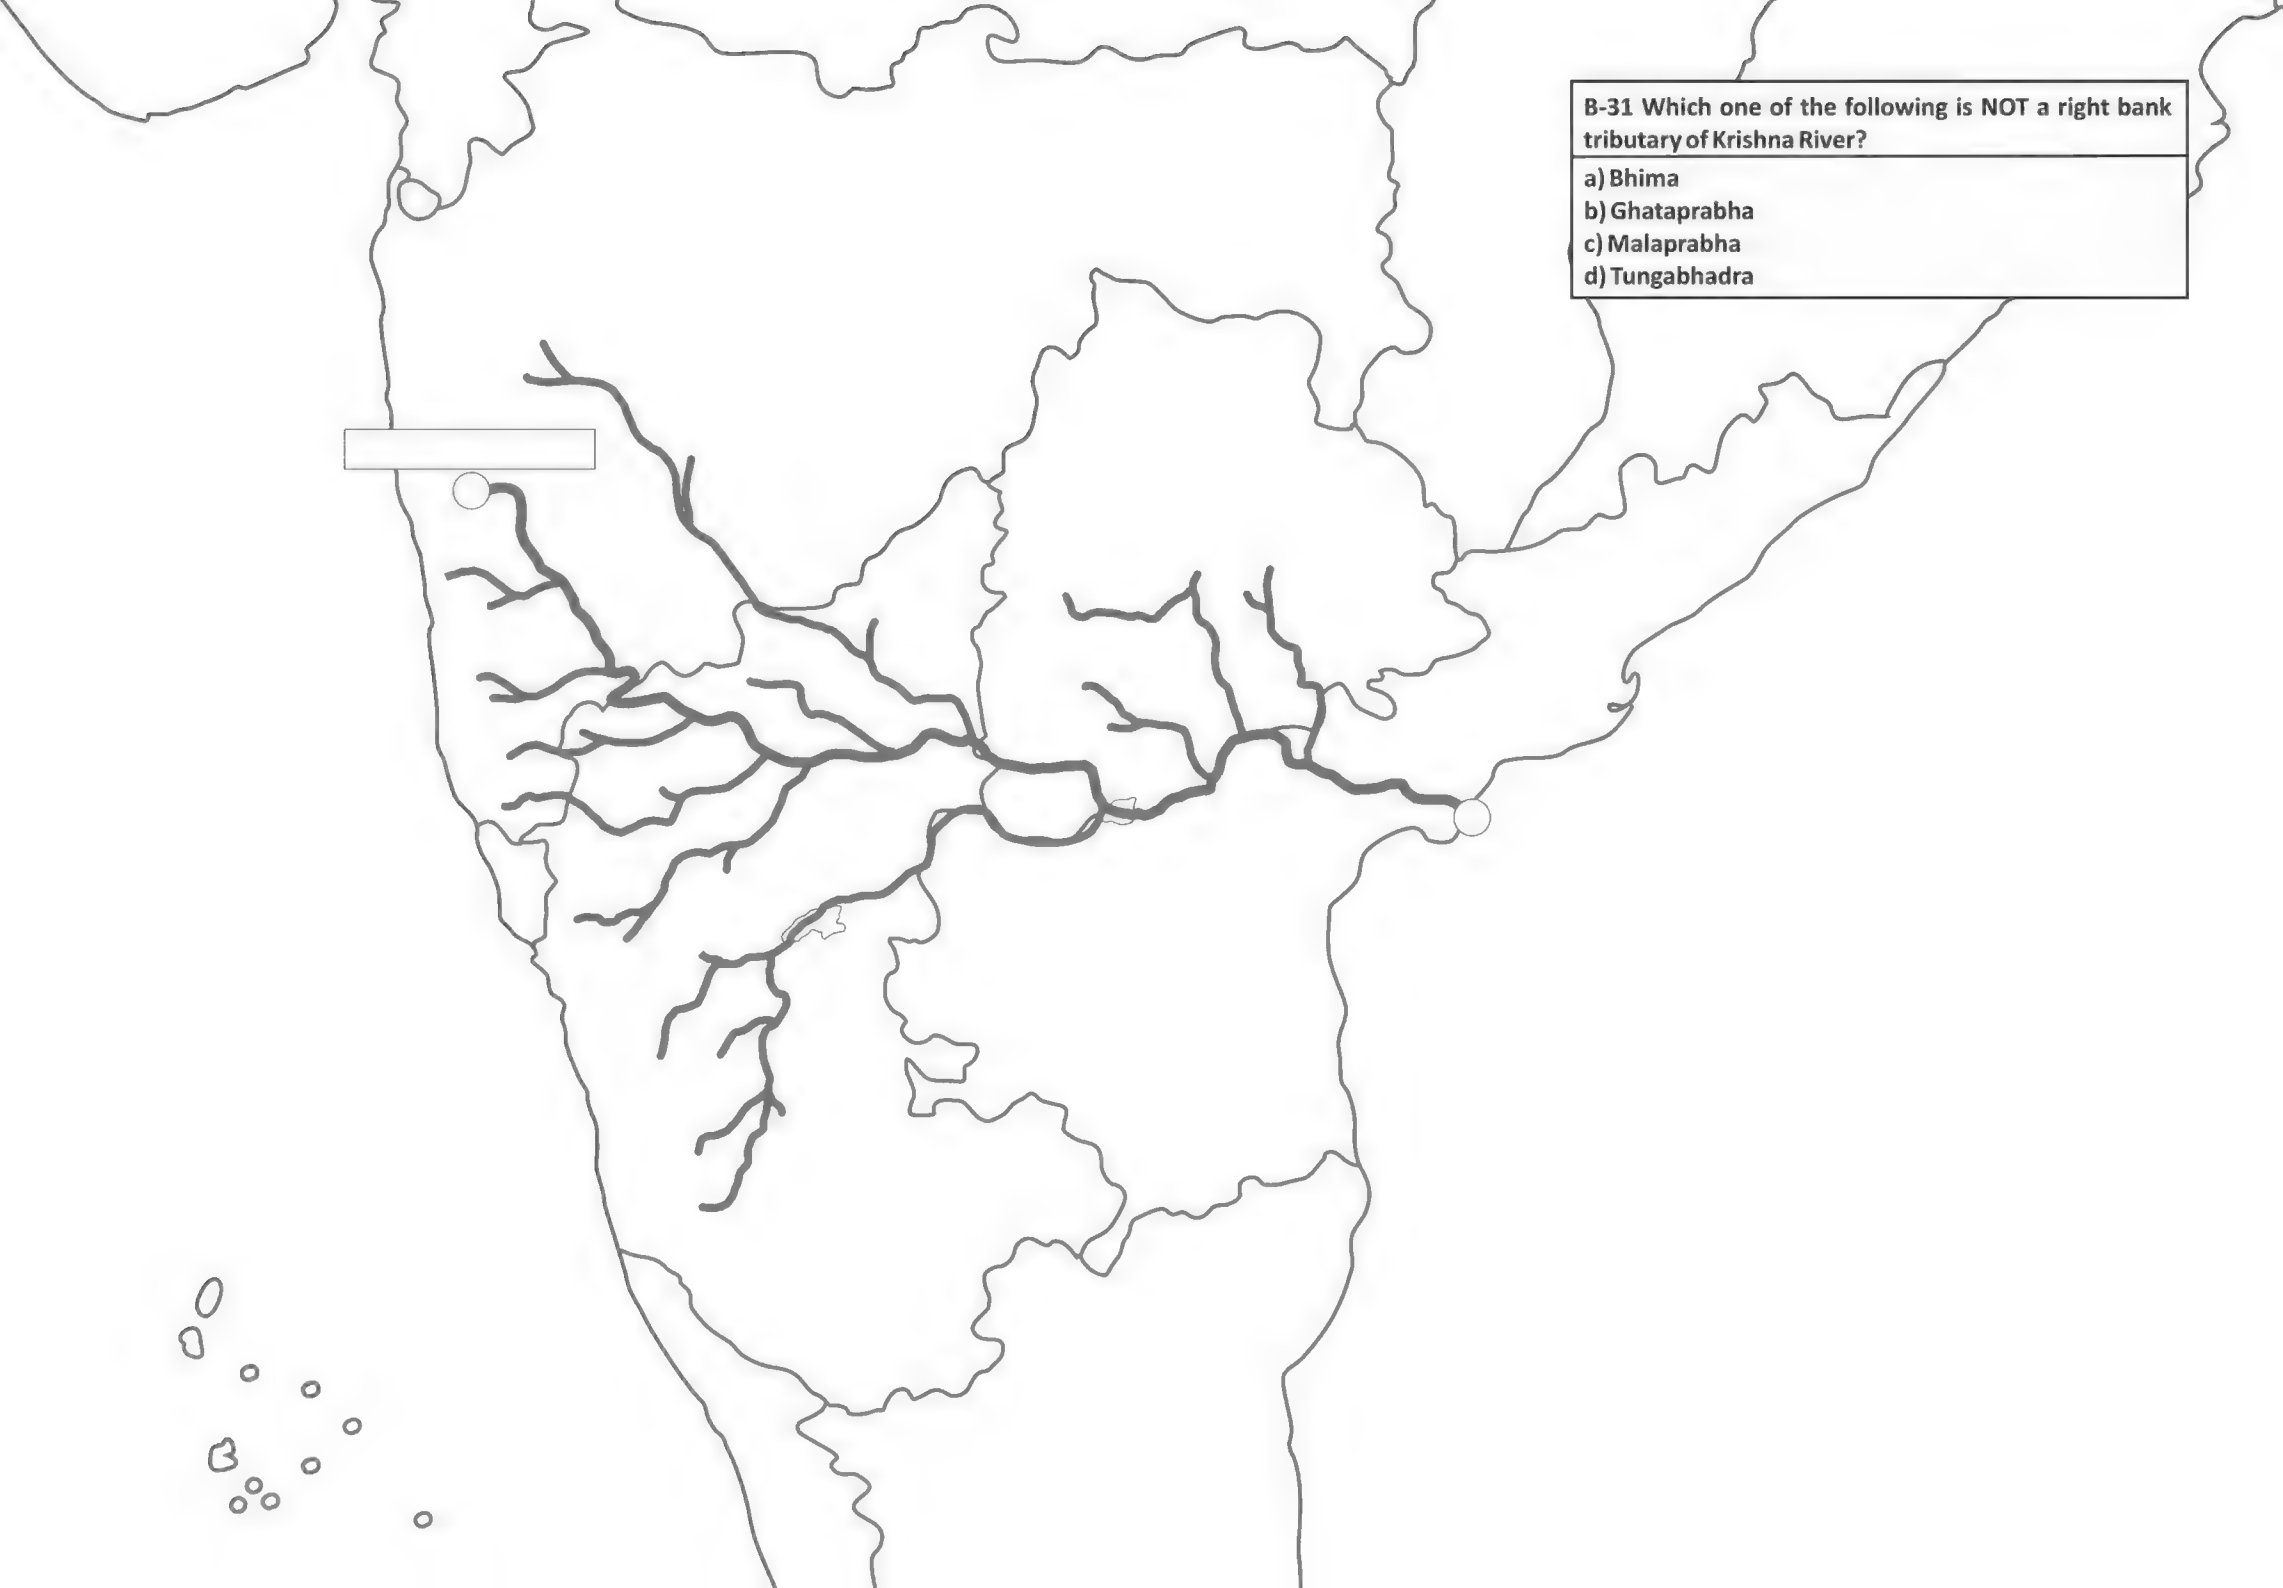 B-31 Which one of the following is NOT a right bank
tributary of Krishna River?
a) Bhima
b) Ghataprabha
c) Malaprabha
d) Tungabhadra